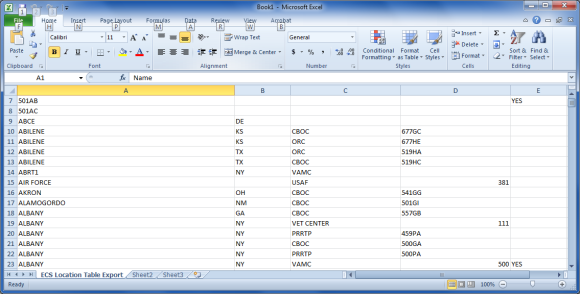 Book1 - Microsoft Excel
File Home Insert Page Layout Formulas Data Review View Acrobat
F H N P M A R W B
1
Paste
Clipboard
Calibri 11
B I U
Font
Wrap Text
Merge & Center
Alignment
General
$ % ,
Number
Conditional Formatting
Format as Table
Cell Styles
Styles
Insert
Delete
Format
Cells
Sort & Filter
Find & Select
Editing
A1 fx Name
A B C D E
7 501AB YES
8 501AC
9 ABCE DE
10 ABILENE KS CBOC 677GC
11 ABILENE KS ORC 677HE
12 ABILENE TX ORC 519HA
13 ABILENE TX CBOC 519HC
14 ABRT1 NY VAMC
15 AIR FORCE USAF 381
16 AKRON OH CBOC 541GG
17 ALAMOGORDO NM CBOC 501GI
18 ALBANY GA CBOC 557GB
19 ALBANY NY VET CENTER 111
20 ALBANY NY PRRTP 459PA
21 ALBANY NY CBOC 500GA
22 ALBANY NY PRRTP 500PA
23 ALBANY NY VAMC 500 YES
ECS Location Table Export Sheet2 Sheet3
Ready 100%